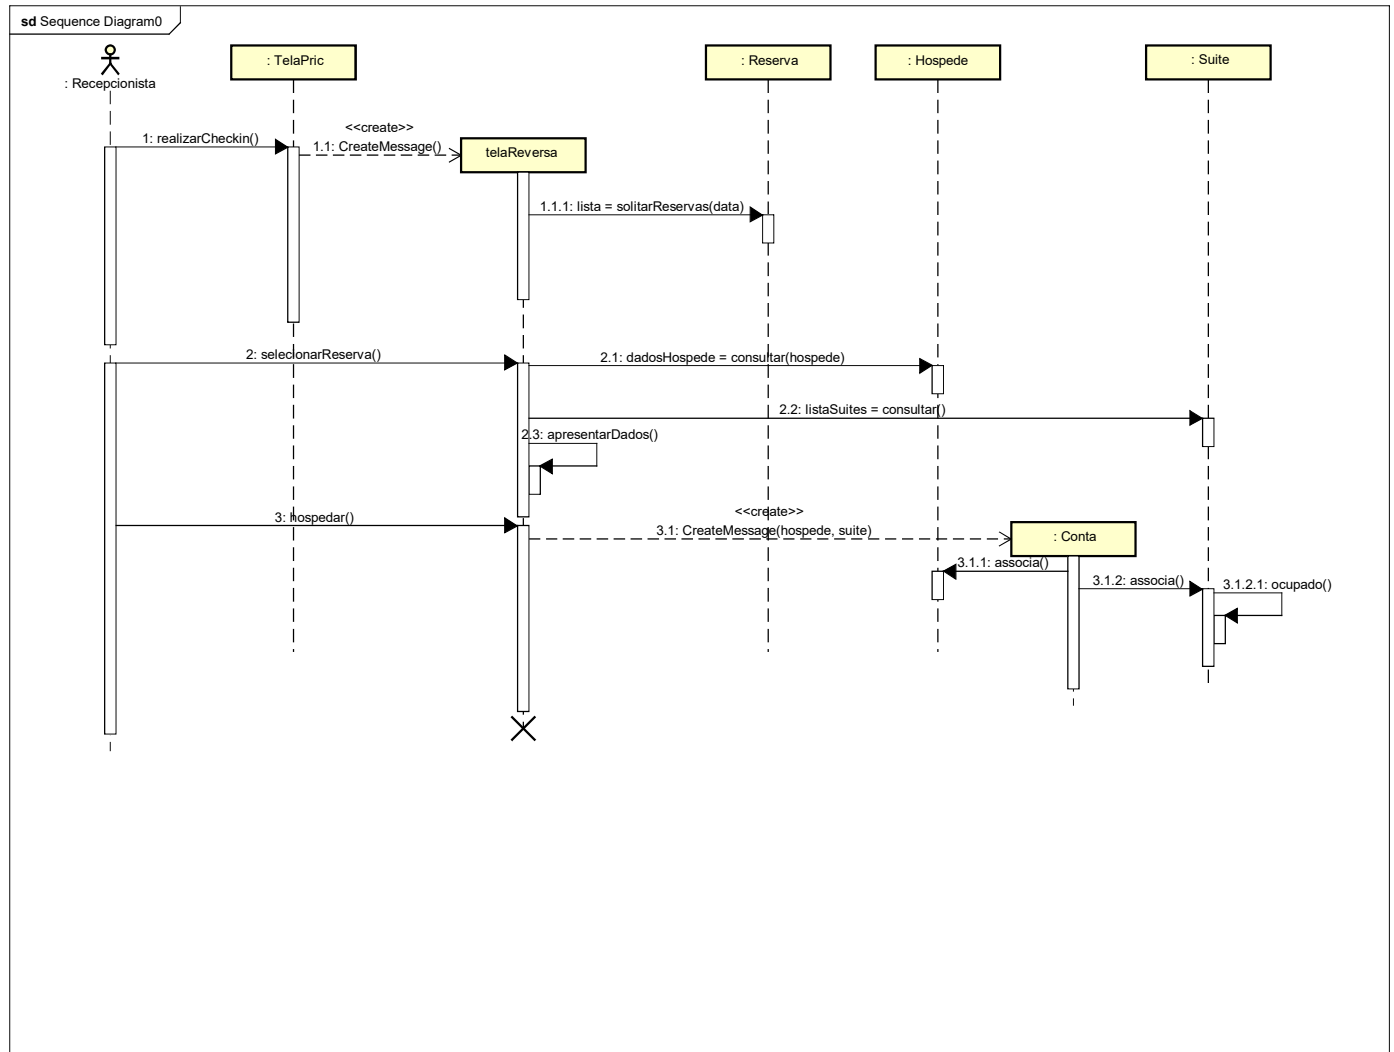 sd Sequence Diagram0
: Recepcionista
: TelaPric
: Reserva
: Hospede
: Suite
1: realizarCheckin()
<<create>>
1.1: CreateMessage()
telaReversa
1.1.1: lista = solitarReservas(data)
2: selecionarReserva()
2.1: dadosHospede = consultar(hospede)
2.2: listaSuites = consultar()
2.3: apresentarDados()
3: hospedar()
<<create>>
3.1: CreateMessage(hospede, suite)
: Conta
3.1.1: associa()
3.1.2: associa()
3.1.2.1: ocupado()